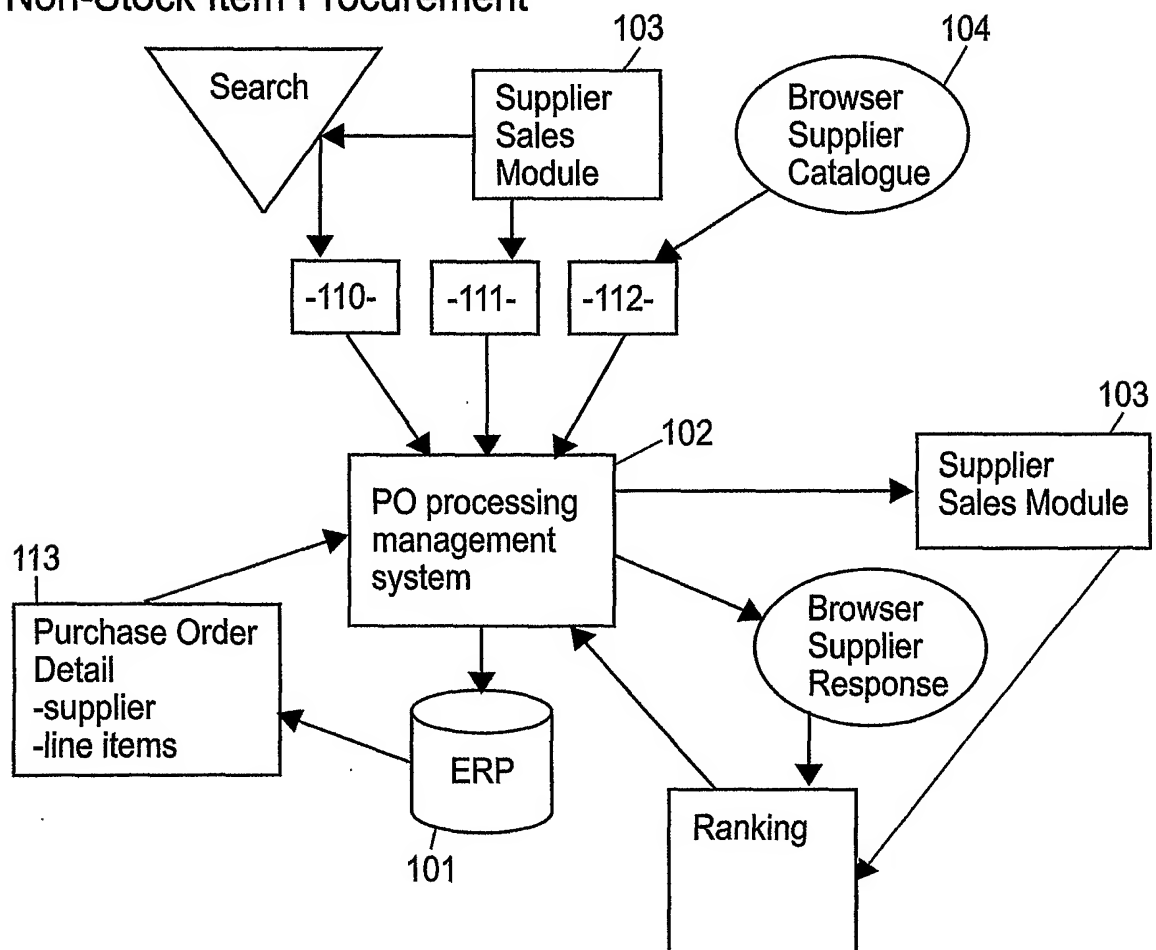 Non-Stock Item Procurement
103
104
Search
Supplier
Sales
Module
Browser
Supplier
Catalogue
-110-
-111-
-112-
103
102
Supplier
Sales Module
PO processing
management
system
113
Purchase Order
Detail
-supplier
-line items
Browser
Supplier
Response
ERP
Ranking
101